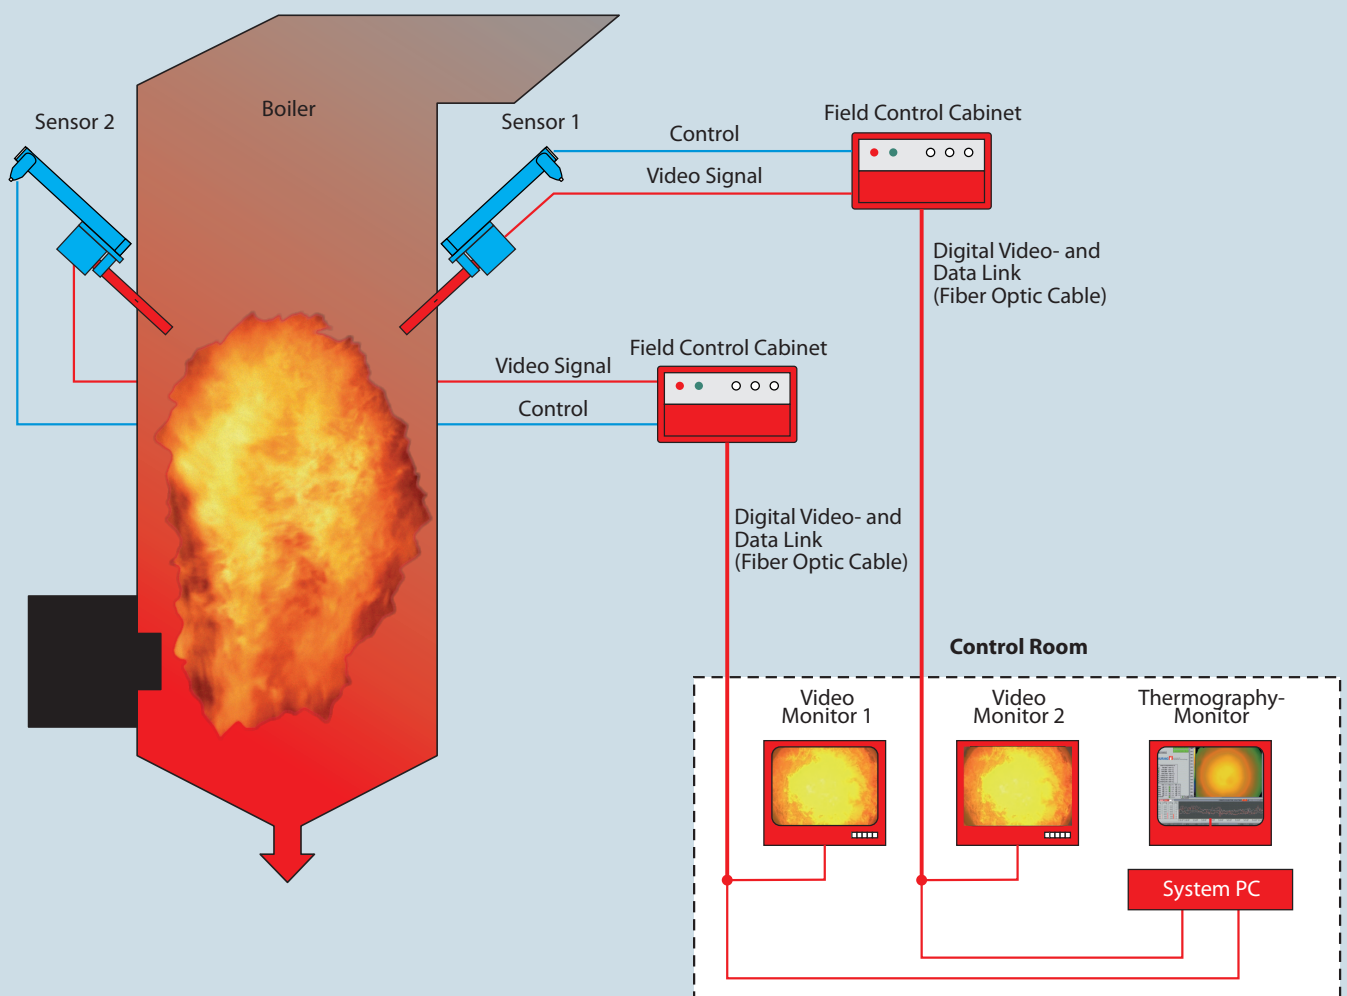 Boiler
Sensor 2
Sensor 1
Control
Video Signal
Field Control Cabinet
Digital Video- and
Data Link
(Fiber Optic Cable)
Video Signal
Control
Field Control Cabinet
Digital Video- and
Data Link
(Fiber Optic Cable)
Control Room
Video
Monitor 1
Video
Monitor 2
Thermography-
Monitor
System PC